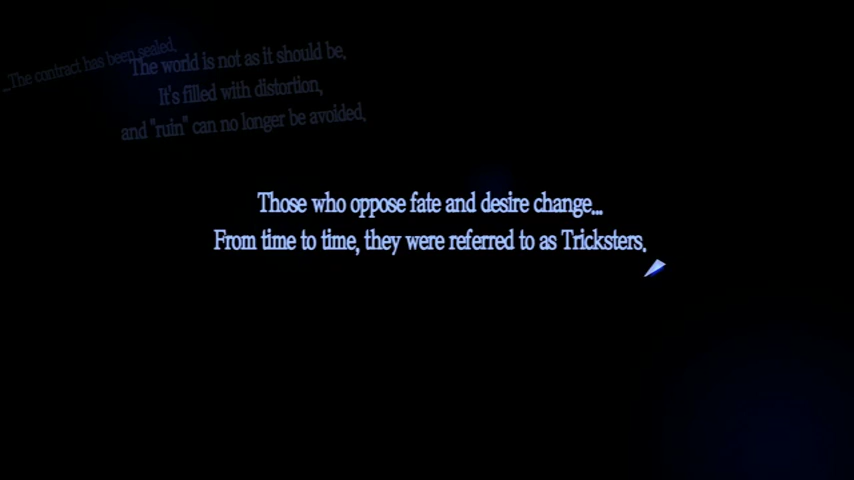 ...The contract has been sealed.
The world is not as it should be.
It's filled with distortion,
and "ruin" can no longer be avoided.
Those who oppose fate and desire change...
From time to time, they were referred to as Tricksters.